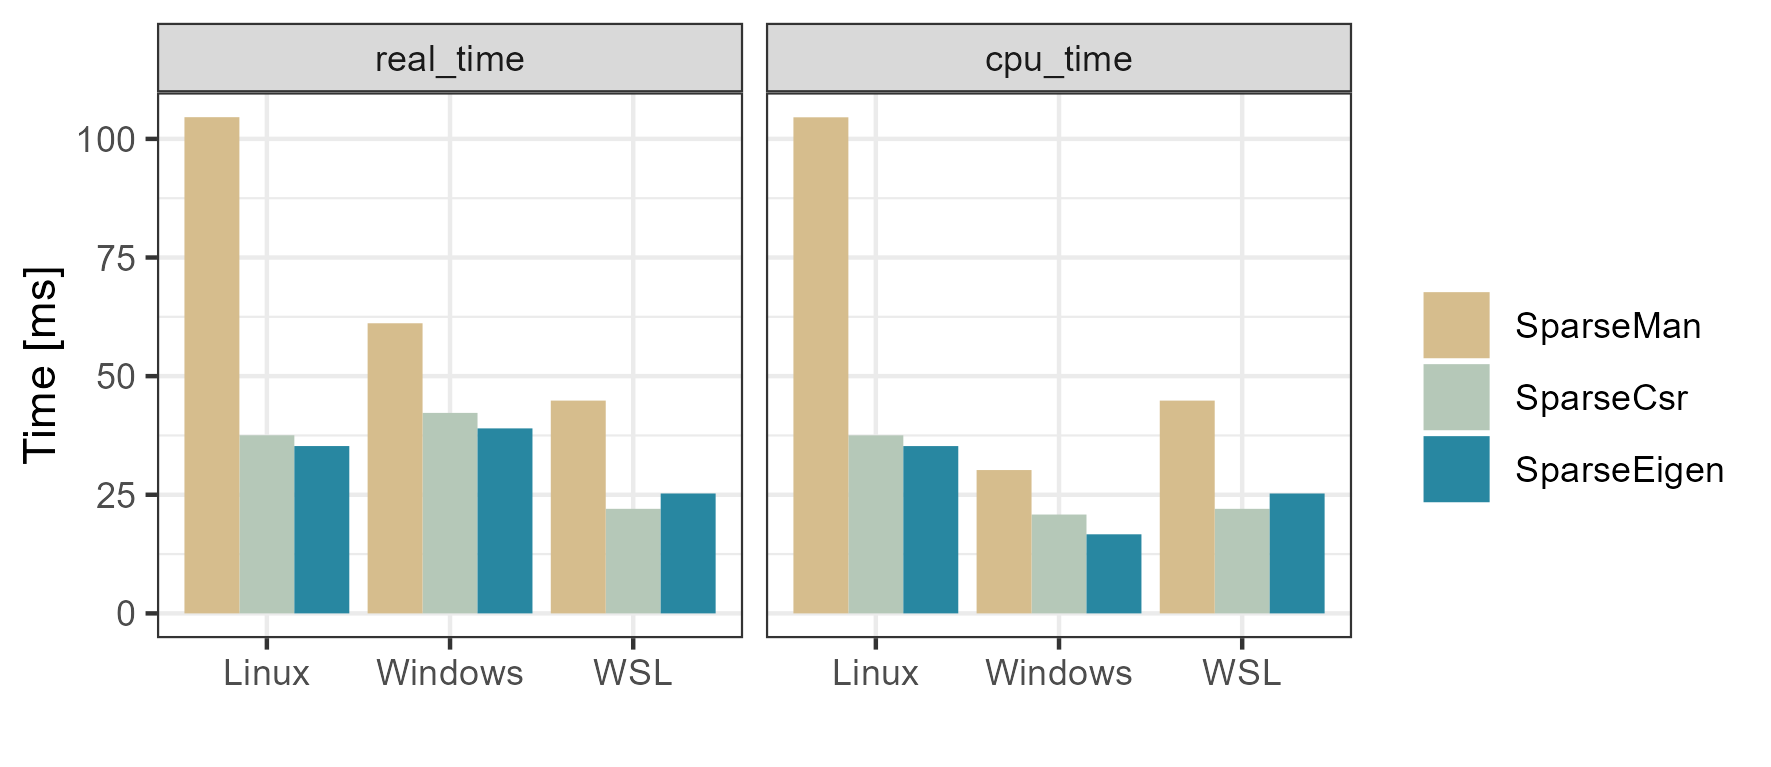 real_time
cpu_time
Time [ms]
100
75
50
25
0
Linux
Windows
WSL
Linux
Windows
WSL
SparseMan
SparseCsr
SparseEigen